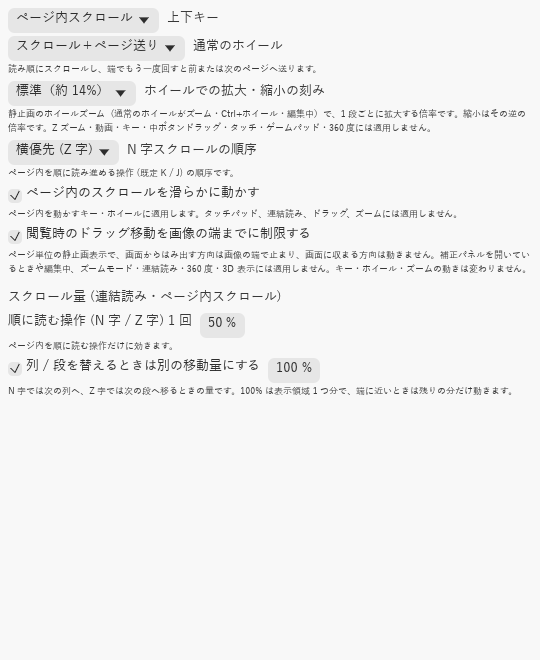 ページ内スクロール 上下キー
スクロール＋ページ送り 通常のホイール
読み順にスクロールし、端でもう一度回すと前または次のページへ送ります。
標準（約 14%） ホイールでの拡大・縮小の刻み
静止画のホイールズーム（通常のホイールがズーム・Ctrl+ホイール・編集中）で、1 段ごとに拡大する倍率です。縮小はその逆の
倍率です。Z ズーム・動画・キー・中ボタンドラッグ・タッチ・ゲームパッド・360 度には適用しません。
横優先 (Z 字) N 字スクロールの順序
ページ内を順に読み進める操作 (既定 K / J) の順序です。
ページ内のスクロールを滑らかに動かす
ページ内を動かすキー・ホイールに適用します。タッチパッド、連結読み、ドラッグ、ズームには適用しません。
閲覧時のドラッグ移動を画像の端までに制限する
ページ単位の静止画表示で、画面からはみ出す方向は画像の端で止まり、画面に収まる方向は動きません。補正パネルを開いてい
るときや編集中、ズームモード・連結読み・360 度・3D 表示には適用しません。キー・ホイール・ズームの動きは変わりません。
スクロール量 (連結読み・ページ内スクロール)
順に読む操作 (N 字 / Z 字) 1 回 50 %
ページ内を順に読む操作だけに効きます。
列 / 段を替えるときは別の移動量にする 100 %
N 字では次の列へ、Z 字では次の段へ移るときの量です。100% は表示領域 1 つ分で、端に近いときは残りの分だけ動きます。